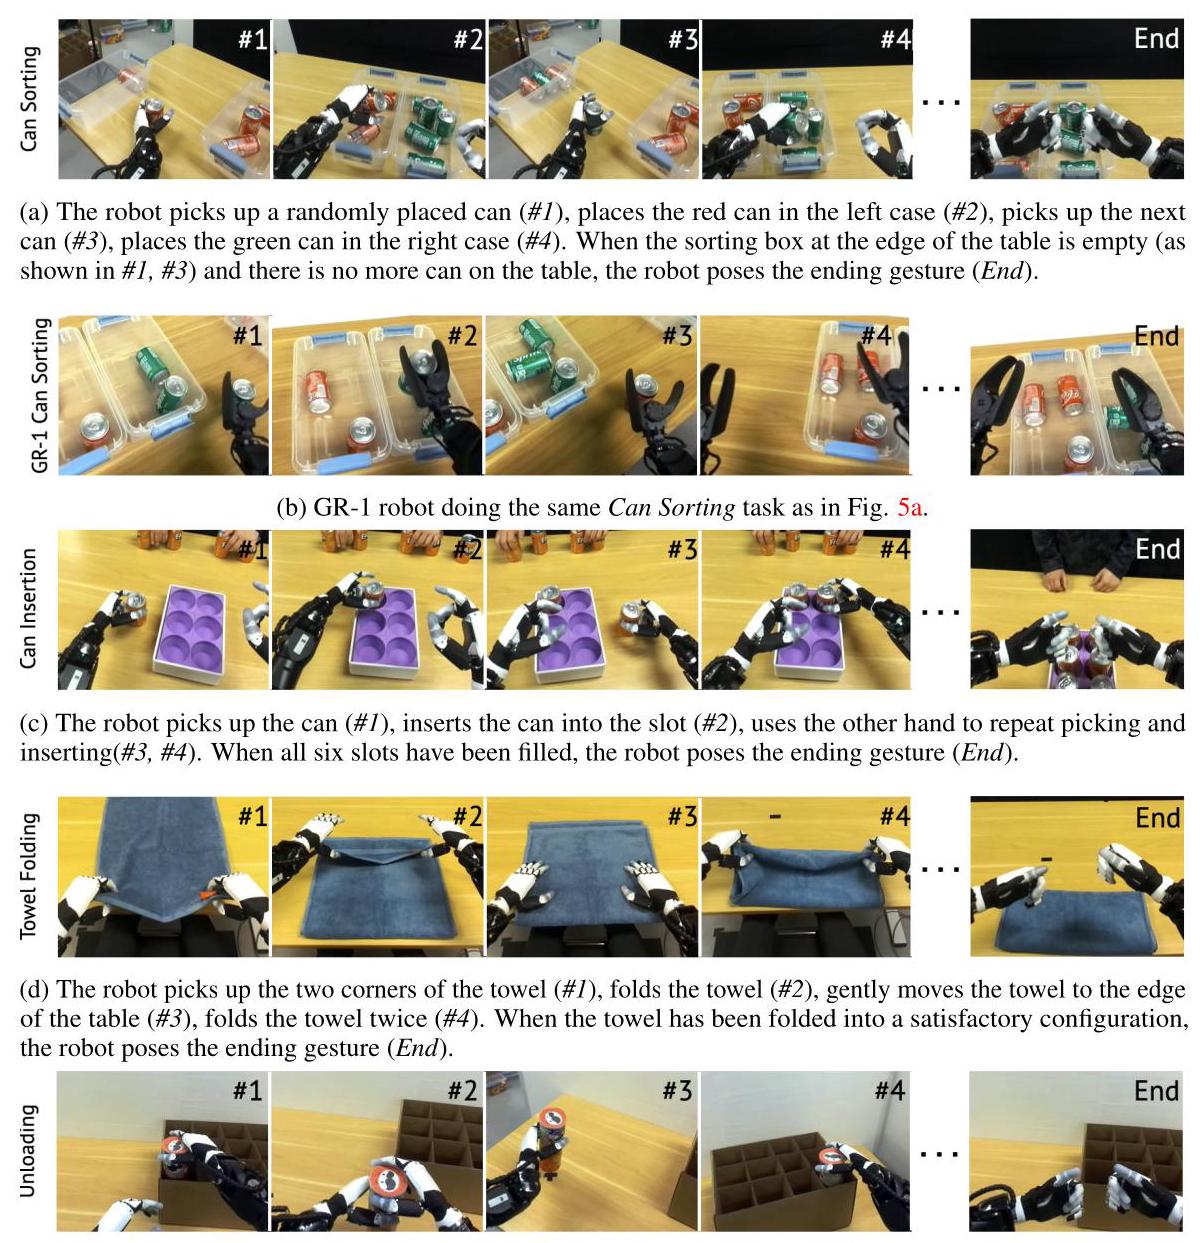 Can Sorting
#1
#2
#3
#4
...
End
(a) The robot picks up a randomly placed can (#1), places the red can in the left case (#2), picks up the next
can (#3), places the green can in the right case (#4). When the sorting box at the edge of the table is empty (as
shown in #1, #3) and there is no more can on the table, the robot poses the ending gesture (End).
GR-1 Can Sorting
#1
#2
#3
#4
...
End
(b) GR-1 robot doing the same Can Sorting task as in Fig. 5a.
Can Insertion
#1
#2
#3
#4
...
End
(c) The robot picks up the can (#1), inserts the can into the slot (#2), uses the other hand to repeat picking and
inserting(#3, #4). When all six slots have been filled, the robot poses the ending gesture (End).
Towel Folding
#1
#2
#3
#4
...
End
(d) The robot picks up the two corners of the towel (#1), folds the towel (#2), gently moves the towel to the edge
of the table (#3), folds the towel twice (#4). When the towel has been folded into a satisfactory configuration,
the robot poses the ending gesture (End).
Unloading
#1
#2
#3
#4
...
End